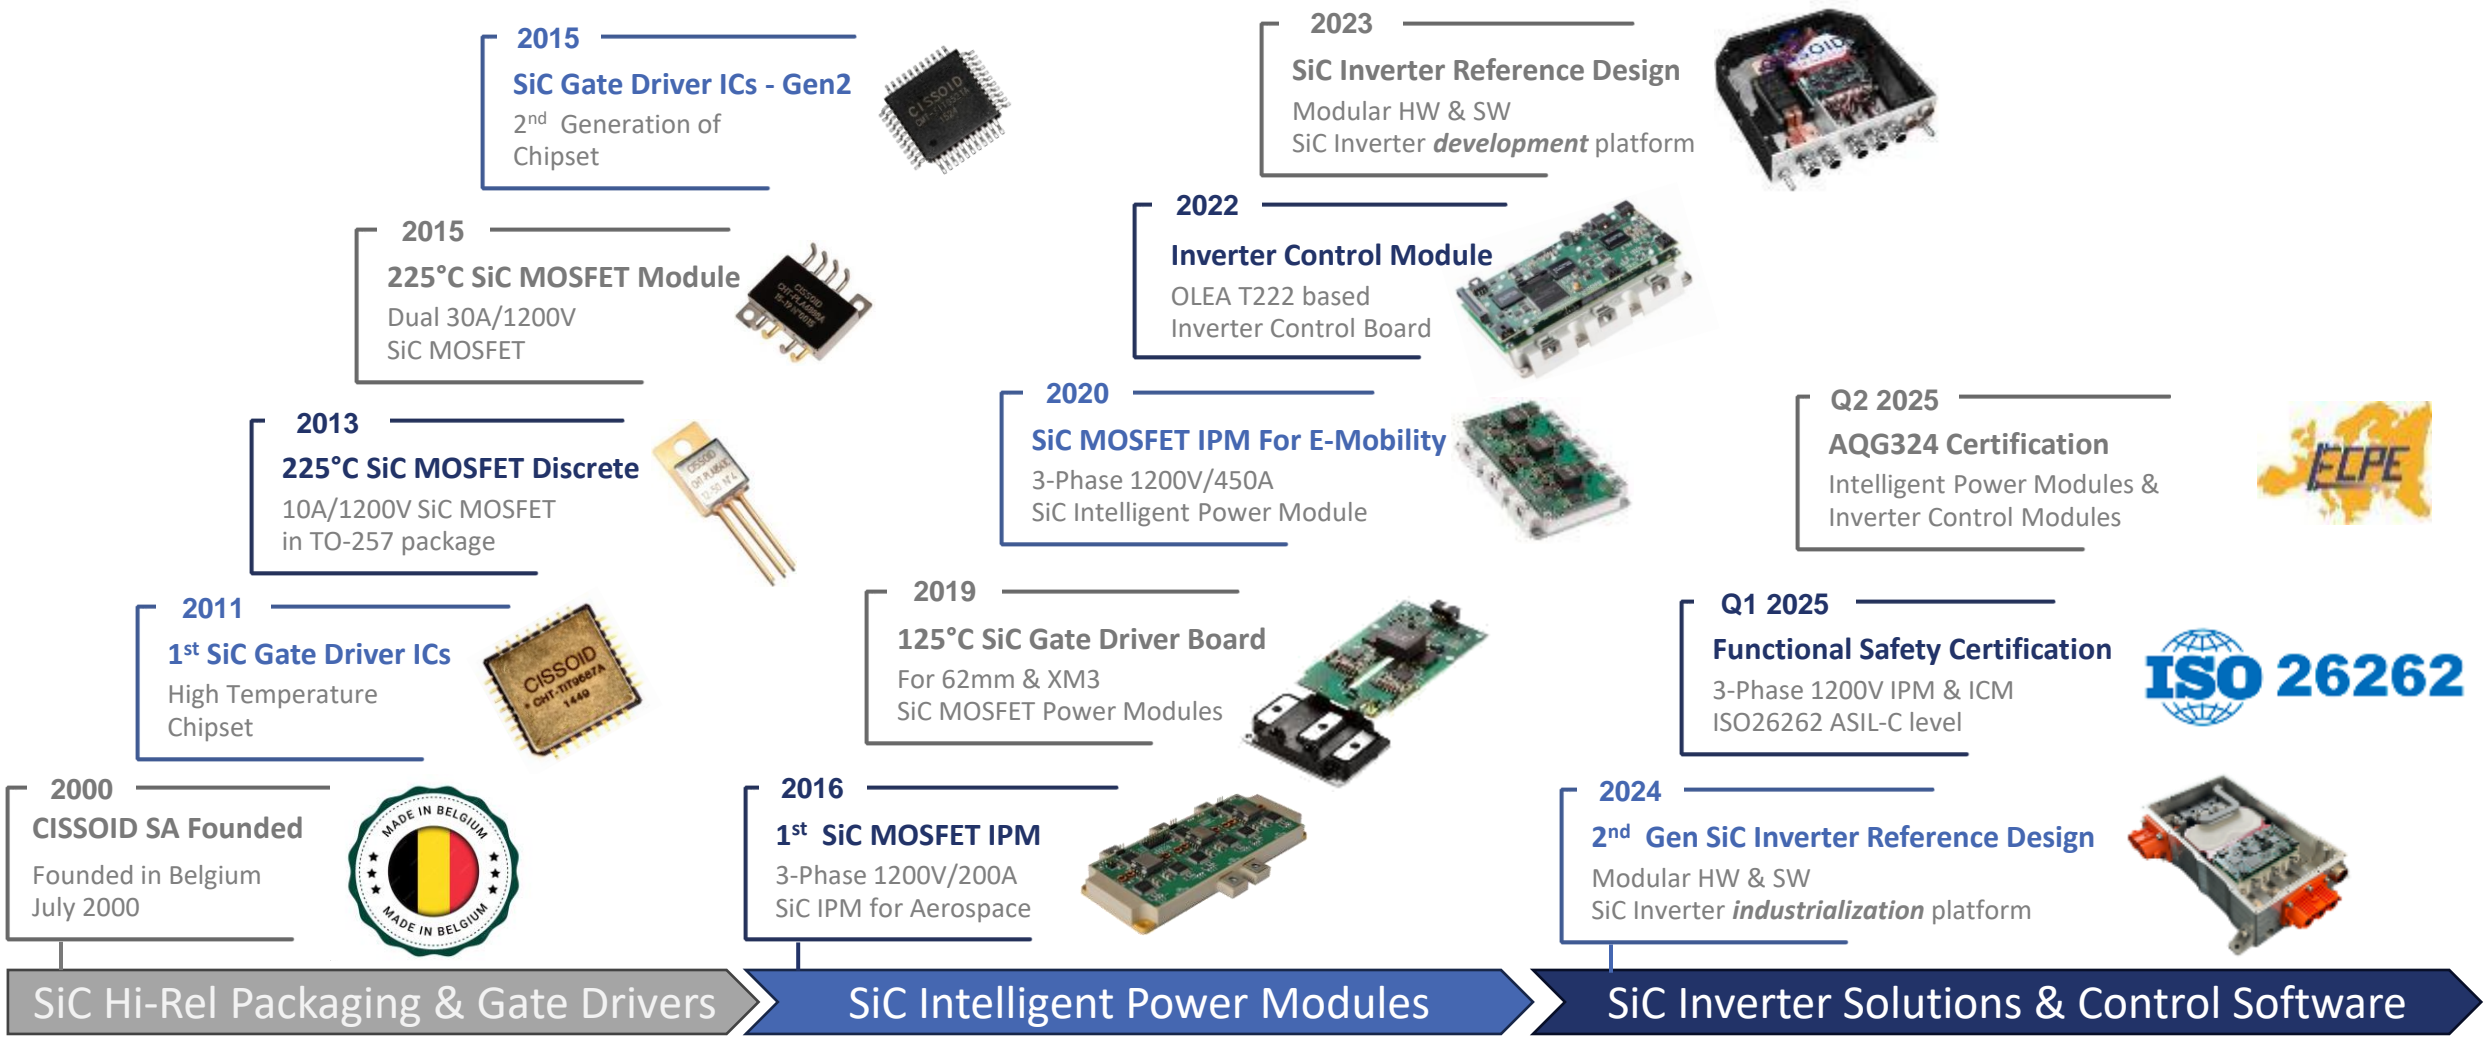 2015
SiC Gate Driver ICs - Gen2
2nd Generation of
Chipset
CISSOID
2015
225°C SiC MOSFET Module
Dual 30A/1200V
SiC MOSFET
CISSOID
CHT-PLA8899A
2013
225°C SiC MOSFET Discrete
10A/1200V SiC MOSFET
in TO-257 package
CISSOID
2011
1st SiC Gate Driver ICs
High Temperature
Chipset
CISSOID
CHT-TIT9687A
1449
2000
CISSOID SA Founded
Founded in Belgium
July 2000
MADE IN BELGIUM
MADE IN BELGIUM
2023
SiC Inverter Reference Design
Modular HW & SW
SiC Inverter development platform
2022
Inverter Control Module
OLEA T222 based
Inverter Control Board
2020
SiC MOSFET IPM For E-Mobility
3-Phase 1200V/450A
SiC Intelligent Power Module
2019
125°C SiC Gate Driver Board
For 62mm & XM3
SiC MOSFET Power Modules
2016
1st SiC MOSFET IPM
3-Phase 1200V/200A
SiC IPM for Aerospace
Q2 2025
AQG324 Certification
Intelligent Power Modules &
Inverter Control Modules
ECPE
Q1 2025
Functional Safety Certification
3-Phase 1200V IPM & ICM
ISO26262 ASIL-C level
ISO 26262
2024
2nd Gen SiC Inverter Reference Design
Modular HW & SW
SiC Inverter industrialization platform
SiC Hi-Rel Packaging & Gate Drivers
SiC Intelligent Power Modules
SiC Inverter Solutions & Control Software